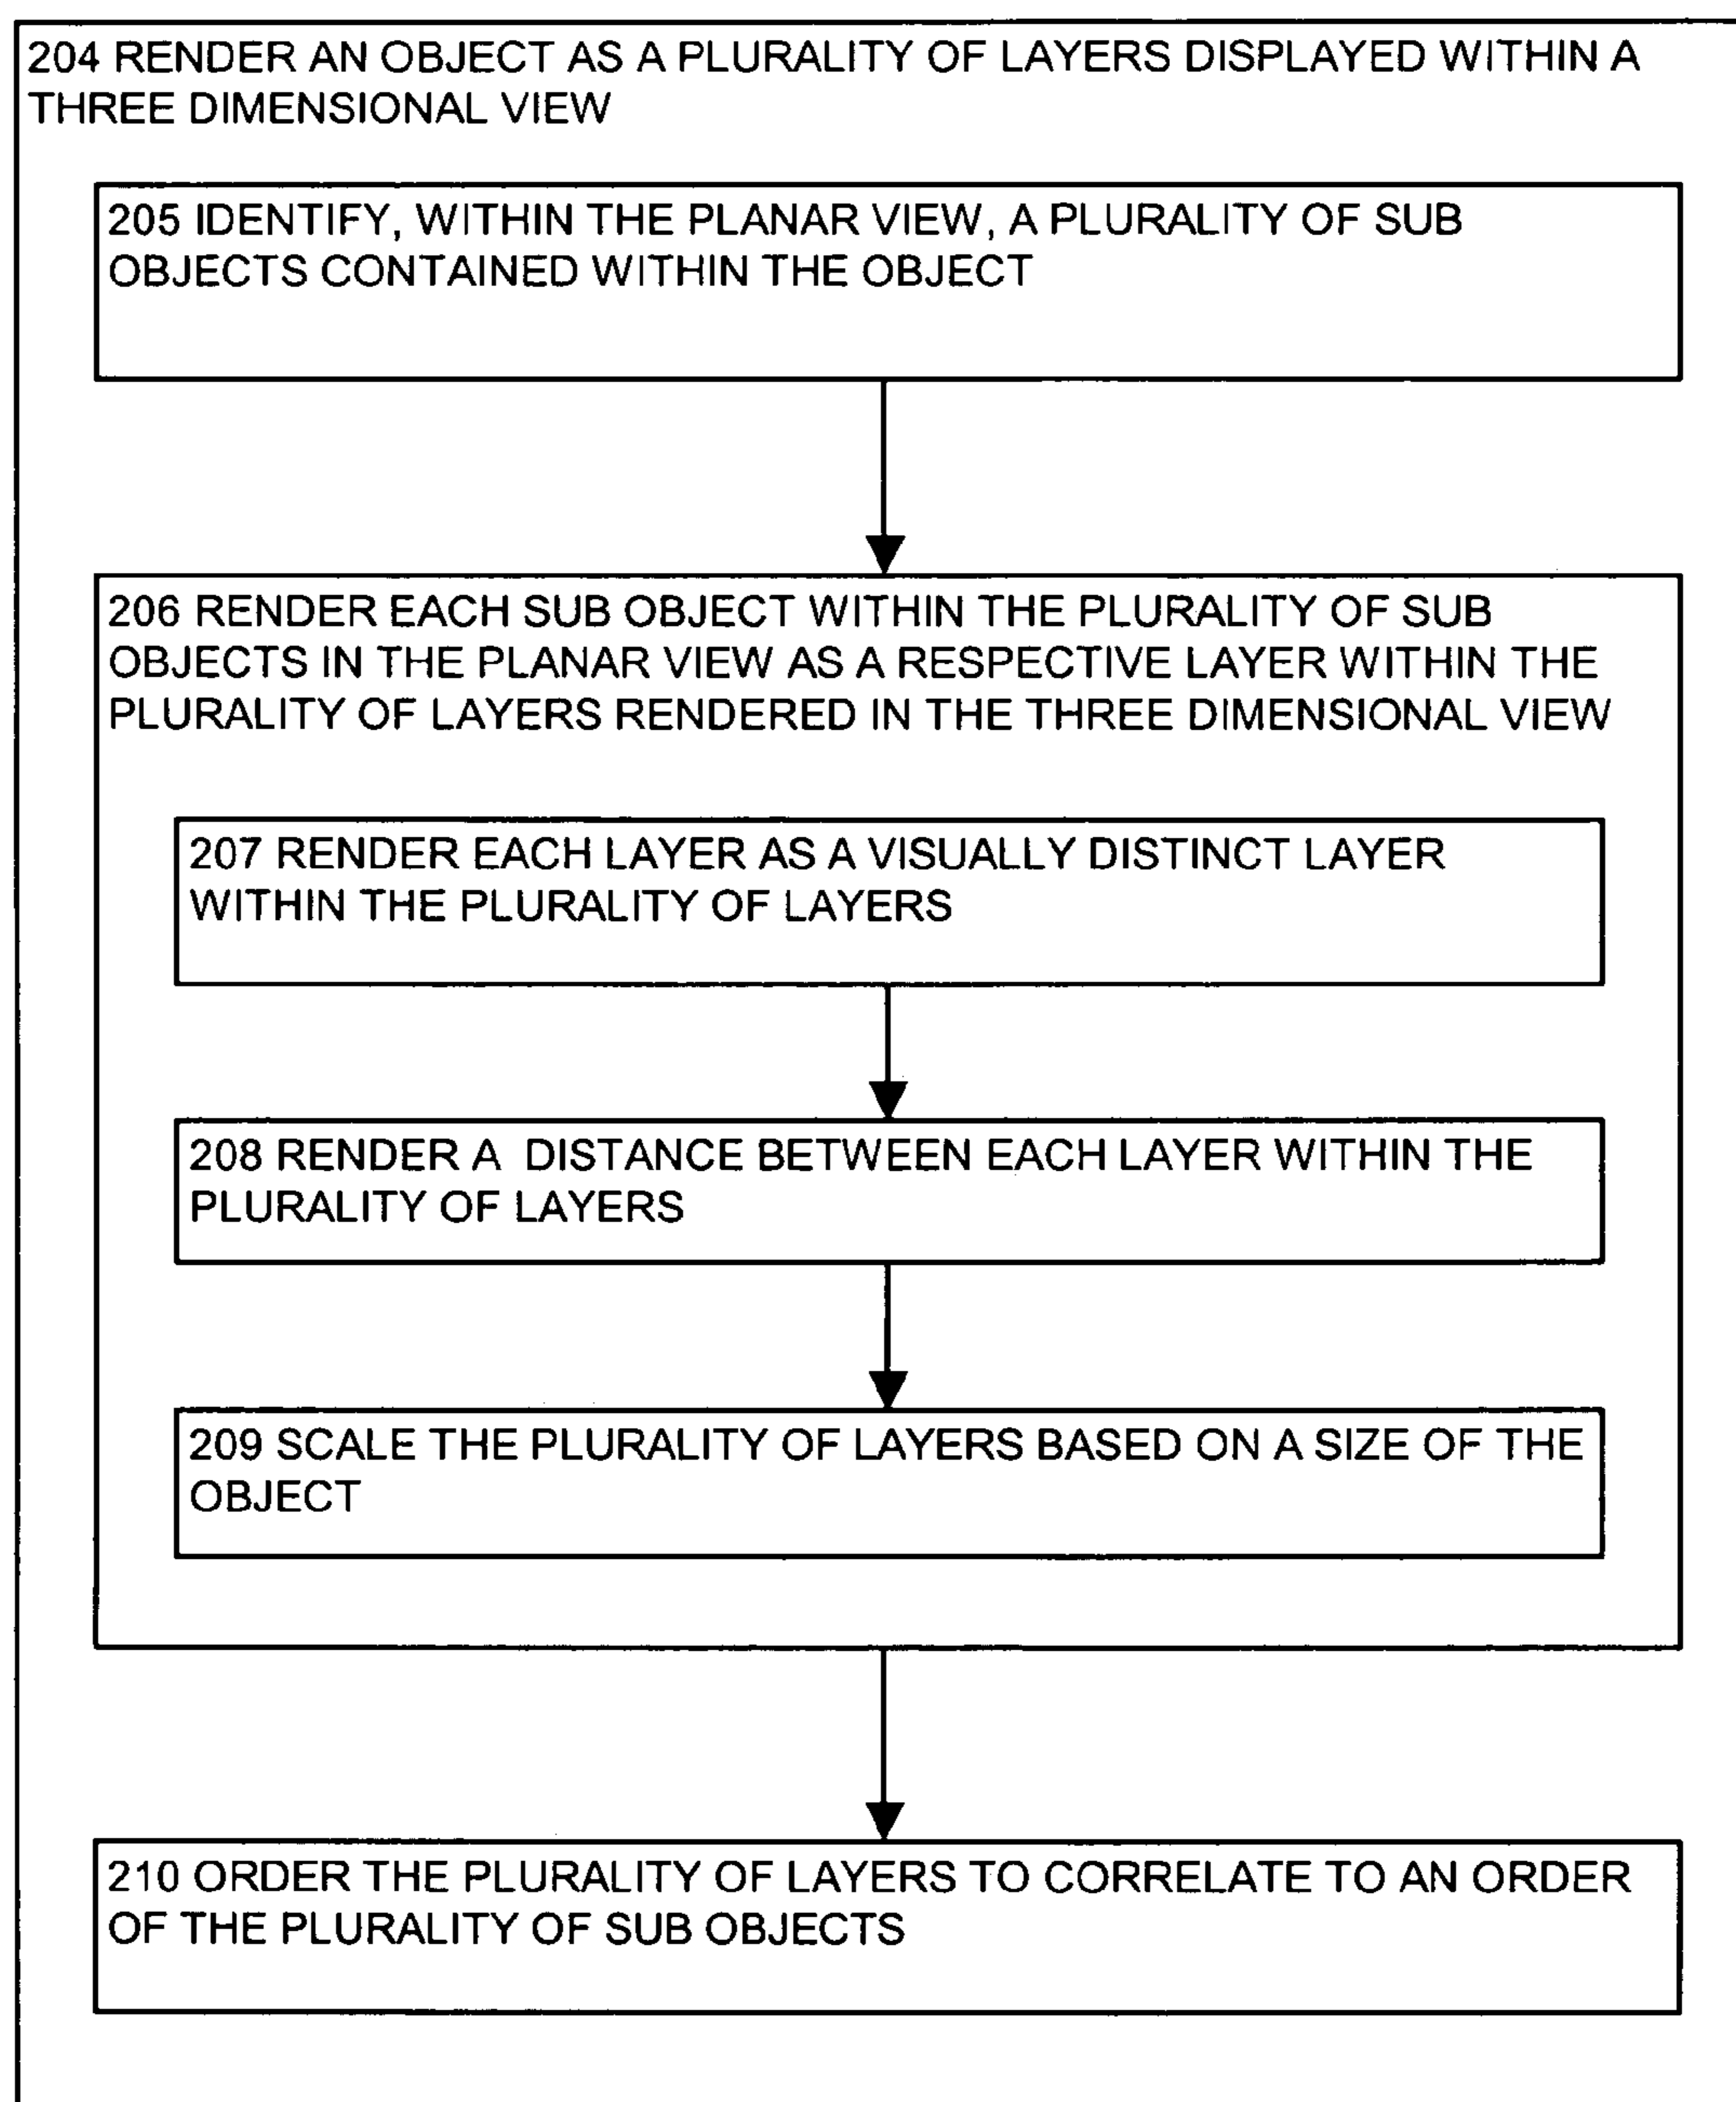 204 RENDER AN OBJECT AS A PLURALITY OF LAYERS DISPLAYED WITHIN A
THREE DIMENSIONAL VIEW
205 IDENTIFY, WITHIN THE PLANAR VIEW, A PLURALITY OF SUB
OBJECTS CONTAINED WITHIN THE OBJECT
206 RENDER EACH SUB OBJECT WITHIN THE PLURALITY OF SUB
OBJECTS IN THE PLANAR VIEW AS A RESPECTIVE LAYER WITHIN THE
PLURALITY OF LAYERS RENDERED IN THE THREE DIMENSIONAL VIEW
207 RENDER EACH LAYER AS A VISUALLY DISTINCT LAYER
WITHIN THE PLURALITY OF LAYERS
208 RENDER A DISTANCE BETWEEN EACH LAYER WITHIN THE
PLURALITY OF LAYERS
209 SCALE THE PLURALITY OF LAYERS BASED ON A SIZE OF THE
OBJECT
210 ORDER THE PLURALITY OF LAYERS TO CORRELATE TO AN ORDER
OF THE PLURALITY OF SUB OBJECTS